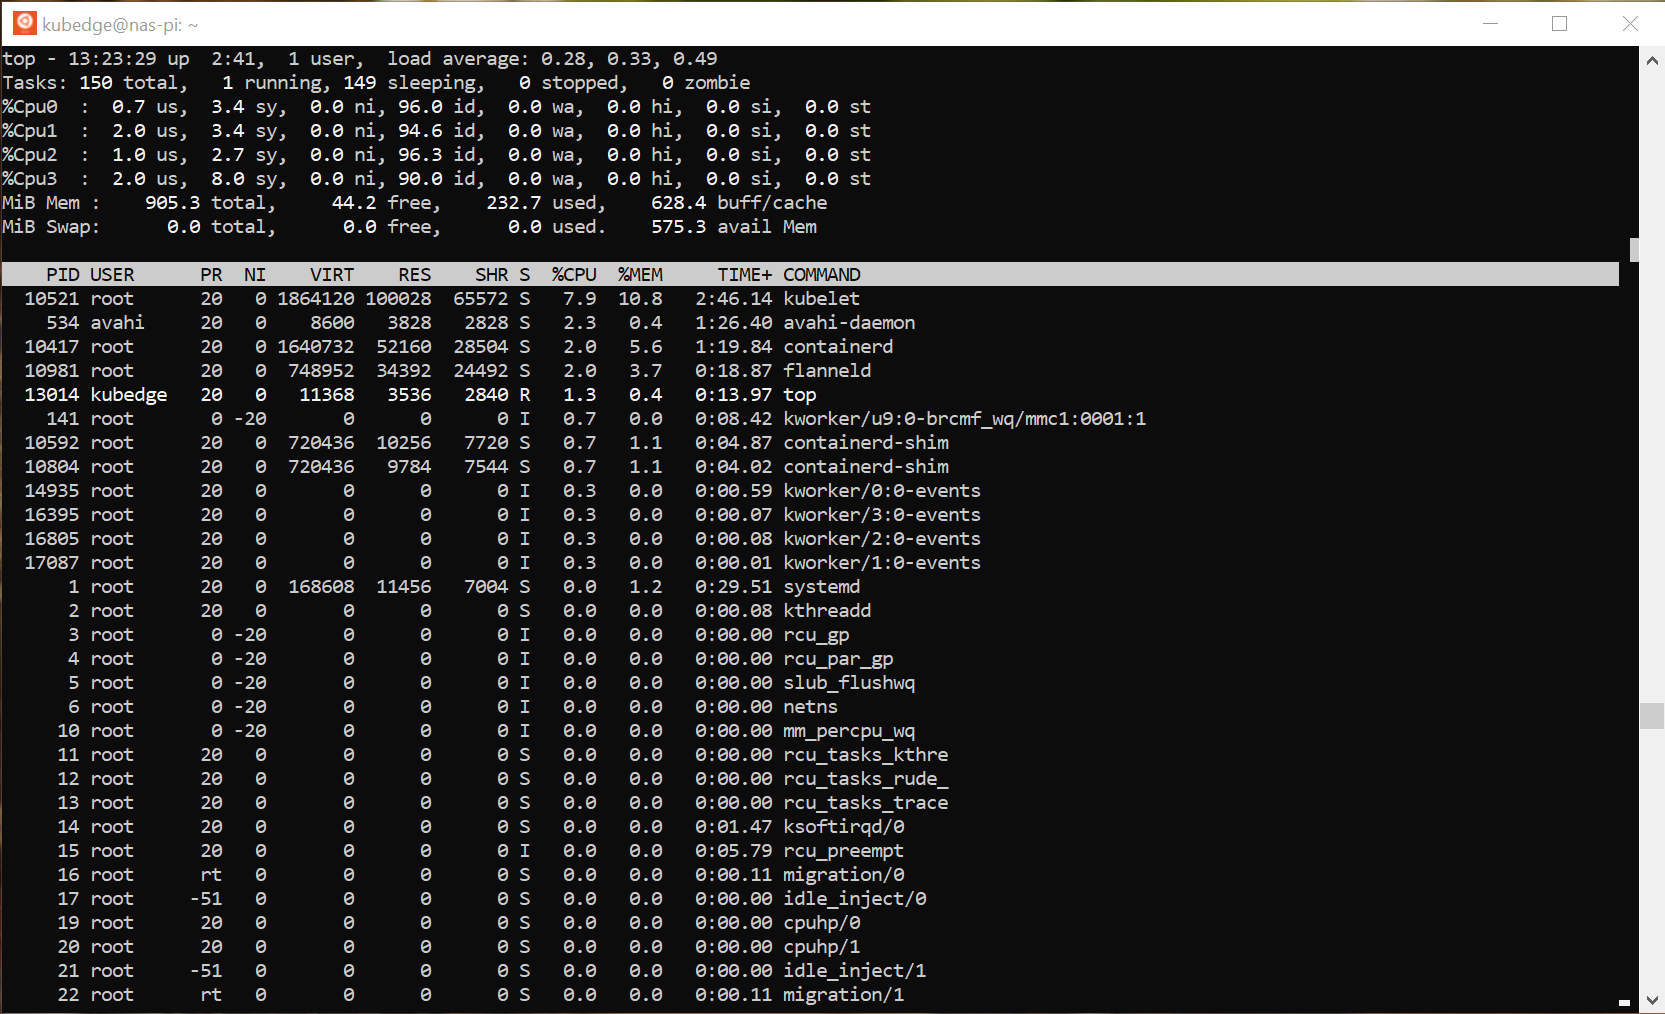 kubedge@nas-pi: ~
top - 13:23:29 up  2:41,  1 user,  load average: 0.28, 0.33, 0.49
Tasks: 150 total,   1 running, 149 sleeping,   0 stopped,   0 zombie
%Cpu0  :  0.7 us,  3.4 sy,  0.0 ni, 96.0 id,  0.0 wa,  0.0 hi,  0.0 si,  0.0 st
%Cpu1  :  2.0 us,  3.4 sy,  0.0 ni, 94.6 id,  0.0 wa,  0.0 hi,  0.0 si,  0.0 st
%Cpu2  :  1.0 us,  2.7 sy,  0.0 ni, 96.3 id,  0.0 wa,  0.0 hi,  0.0 si,  0.0 st
%Cpu3  :  2.0 us,  8.0 sy,  0.0 ni, 90.0 id,  0.0 wa,  0.0 hi,  0.0 si,  0.0 st
MiB Mem :    905.3 total,     44.2 free,    232.7 used,    628.4 buff/cache
MiB Swap:      0.0 total,      0.0 free,      0.0 used.    575.3 avail Mem
    PID USER      PR  NI    VIRT    RES    SHR S  %CPU  %MEM     TIME+ COMMAND
  10521 root      20   0 1864120 100028  65572 S   7.9  10.8   2:46.14 kubelet
    534 avahi     20   0    8600   3828   2828 S   2.3   0.4   1:26.40 avahi-daemon
  10417 root      20   0 1640732  52160  28504 S   2.0   5.6   1:19.84 containerd
  10981 root      20   0  748952  34392  24492 S   2.0   3.7   0:18.87 flanneld
  13014 kubedge   20   0   11368   3536   2840 R   1.3   0.4   0:13.97 top
    141 root       0 -20       0      0      0 I   0.7   0.0   0:08.42 kworker/u9:0-brcmf_wq/mmc1:0001:1
  10592 root      20   0  720436  10256   7720 S   0.7   1.1   0:04.87 containerd-shim
  10804 root      20   0  720436   9784   7544 S   0.7   1.1   0:04.02 containerd-shim
  14935 root      20   0       0      0      0 I   0.3   0.0   0:00.59 kworker/0:0-events
  16395 root      20   0       0      0      0 I   0.3   0.0   0:00.07 kworker/3:0-events
  16805 root      20   0       0      0      0 I   0.3   0.0   0:00.08 kworker/2:0-events
  17087 root      20   0       0      0      0 I   0.3   0.0   0:00.01 kworker/1:0-events
      1 root      20   0  168608  11456   7004 S   0.0   1.2   0:29.51 systemd
      2 root      20   0       0      0      0 S   0.0   0.0   0:00.08 kthreadd
      3 root       0 -20       0      0      0 I   0.0   0.0   0:00.00 rcu_gp
      4 root       0 -20       0      0      0 I   0.0   0.0   0:00.00 rcu_par_gp
      5 root       0 -20       0      0      0 I   0.0   0.0   0:00.00 slub_flushwq
      6 root       0 -20       0      0      0 I   0.0   0.0   0:00.00 netns
     10 root       0 -20       0      0      0 I   0.0   0.0   0:00.00 mm_percpu_wq
     11 root      20   0       0      0      0 S   0.0   0.0   0:00.00 rcu_tasks_kthre
     12 root      20   0       0      0      0 S   0.0   0.0   0:00.00 rcu_tasks_rude_
     13 root      20   0       0      0      0 S   0.0   0.0   0:00.00 rcu_tasks_trace
     14 root      20   0       0      0      0 S   0.0   0.0   0:01.47 ksoftirqd/0
     15 root      20   0       0      0      0 I   0.0   0.0   0:05.79 rcu_preempt
     16 root      rt   0       0      0      0 S   0.0   0.0   0:00.11 migration/0
     17 root     -51   0       0      0      0 S   0.0   0.0   0:00.00 idle_inject/0
     19 root      20   0       0      0      0 S   0.0   0.0   0:00.00 cpuhp/0
     20 root      20   0       0      0      0 S   0.0   0.0   0:00.00 cpuhp/1
     21 root     -51   0       0      0      0 S   0.0   0.0   0:00.00 idle_inject/1
     22 root      rt   0       0      0      0 S   0.0   0.0   0:00.11 migration/1